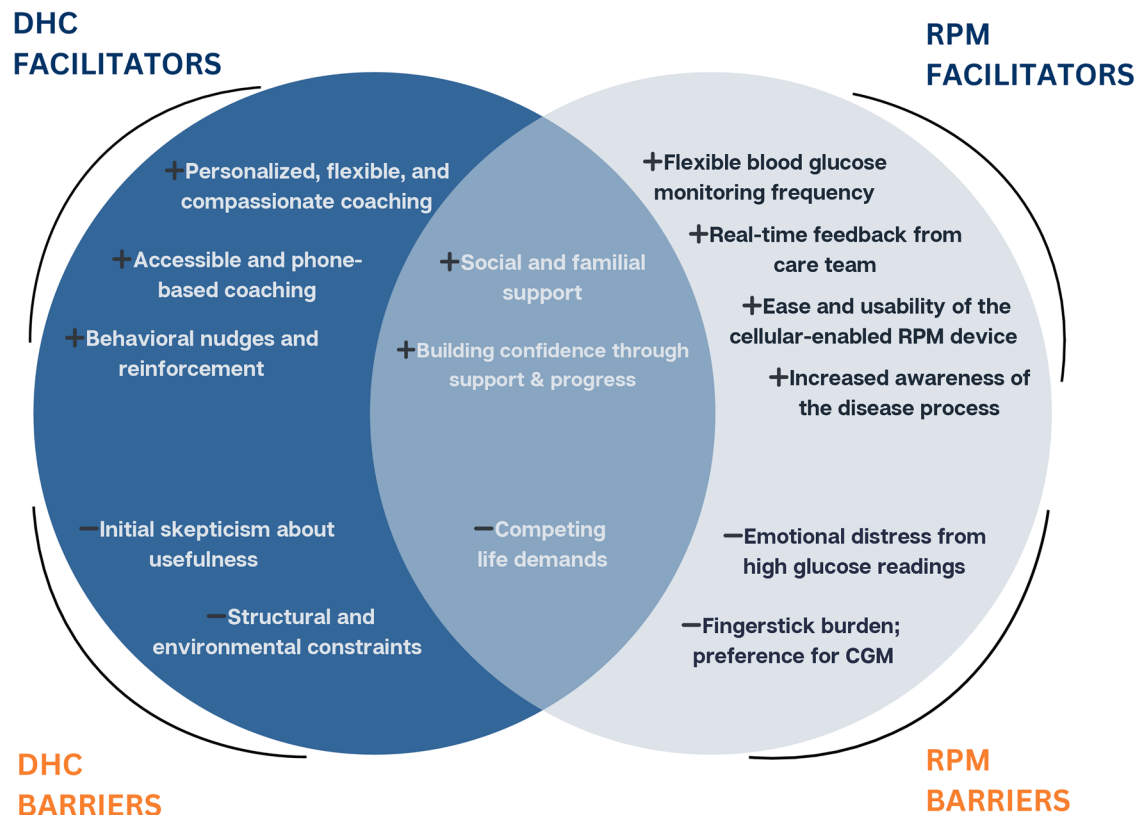 DHC
FACILITATORS
RPM
FACILITATORS
+Personalized, flexible, and
compassionate coaching
+Accessible and phone-
based coaching
+Behavioral nudges and
reinforcement
+Social and familial
support
+Building confidence through
support & progress
+Flexible blood glucose
monitoring frequency
+Real-time feedback from
care team
+Ease and usability of the
cellular-enabled RPM device
+Increased awareness of
the disease process
−Initial skepticism about
usefulness
−Structural and
environmental constraints
−Competing
life demands
−Emotional distress from
high glucose readings
−Fingerstick burden;
preference for CGM
DHC
BARRIERS
RPM
BARRIERS